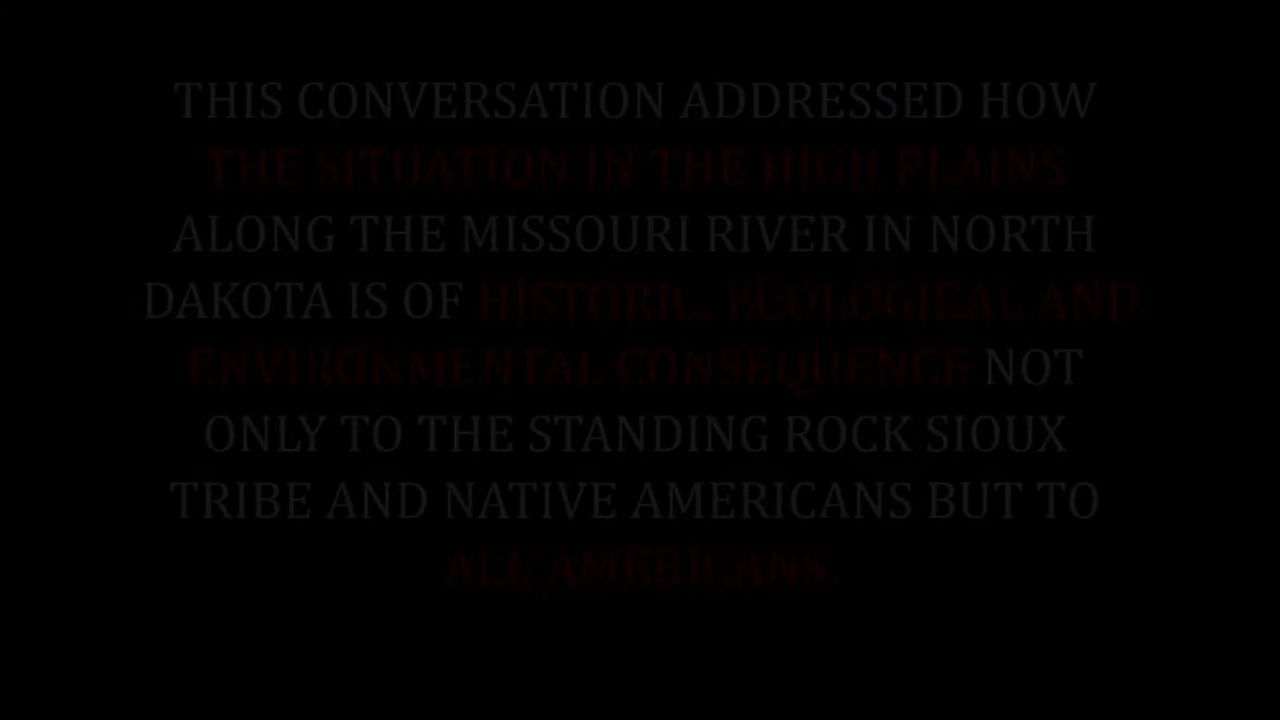 THIS CONVERSATION ADDRESSED HOW
THE SITUATION IN THE HIGH PLAINS
ALONG THE MISSOURI RIVER IN NORTH
DAKOTA IS OF HISTORIC, ECOLOGICAL AND
ENVIRONMENTAL CONSEQUENCE NOT
ONLY TO THE STANDING ROCK SIOUX
TRIBE AND NATIVE AMERICANS BUT TO
ALL AMERICANS.